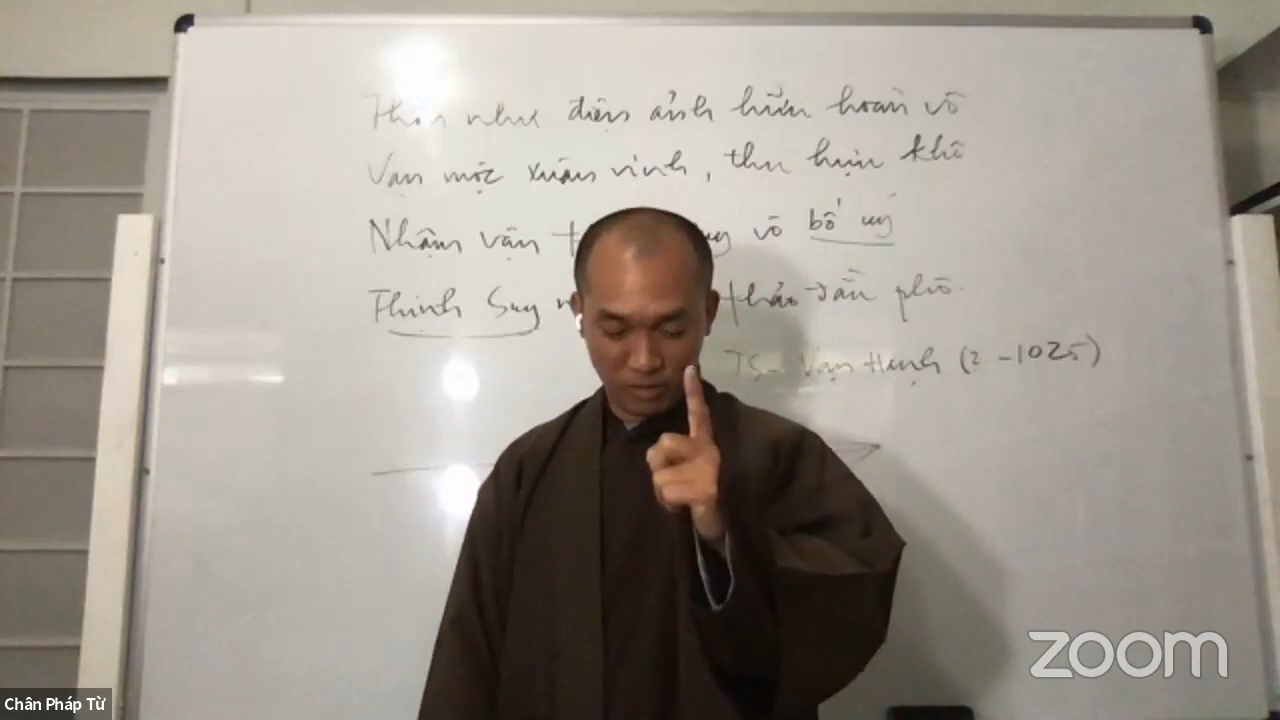 Thân như điện ảnh hữu hoàn vô
Vạn mộc xuân vinh, thu hựu khô
Nhậm vận vô bố uý
Thịnh Suy thảo đầu phô
TS. Vạn Hạnh (? - 1025)
zoom
Chân Pháp Từ